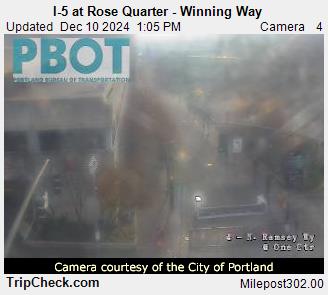 I-5 at Rose Quarter - Winning Way
Updated Dec 10 2024 1:05 PM Camera 4
PBOT
PORTLAND BUREAU OF TRANSPORTATION
4 - N. Ramsey Wy
@ One Ctr
Camera courtesy of the City of Portland
TripCheck.com Milepost302.00